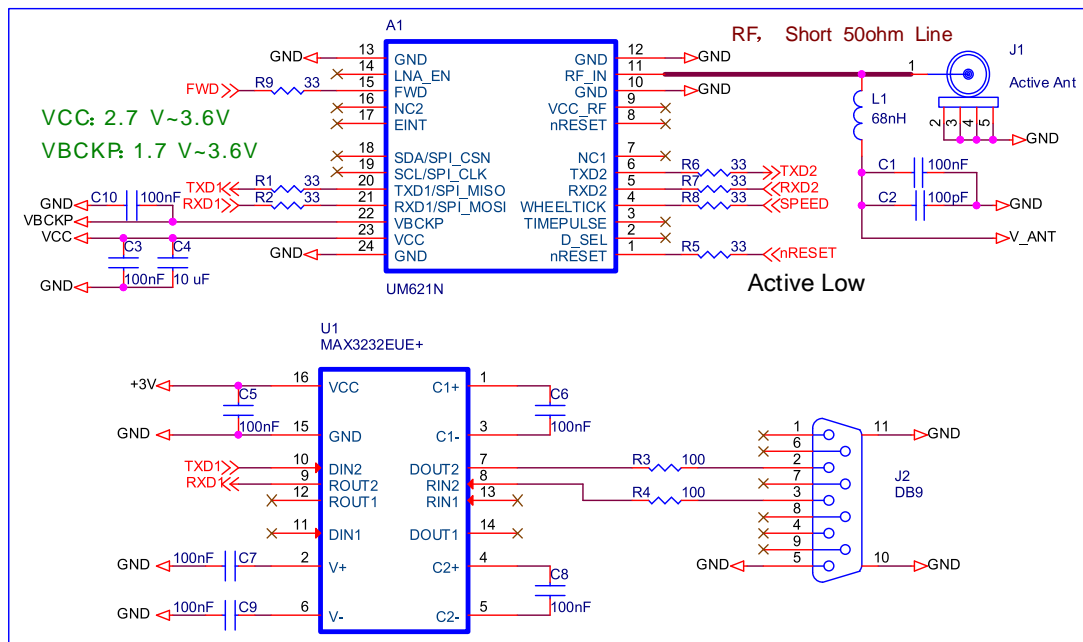 A1
RF, Short 50ohm Line
J1
Active Ant
GND 13 GND
14 LNA_EN
FWD R9 33 15 FWD
16 NC2
17 EINT
18 SDA/SPI_CSN
19 SCL/SPI_CLK
TXD1 R1 33 20 TXD1/SPI_MISO
RXD1 R2 33 21 RXD1/SPI_MOSI
VBCKP 22 VBCKP
VCC 23 VCC
GND 24 GND
GND 12 GND
RF_IN 11
GND 10 GND
VCC_RF 9
nRESET 8
NC1 7
TXD2 6 R6 33 TXD2
RXD2 5 R7 33 RXD2
WHEELTICK 4 R8 33 SPEED
TIMEPULSE 3
D_SEL 2
nRESET 1 R5 33 nRESET
UM621N
Active Low
VCC: 2.7 V~3.6V
VBCKP: 1.7 V~3.6V
GND C10 100nF
C3 C4
100nF 10 uF
GND
1
2 3 4 5
GND
L1
68nH
C1 100nF
C2 100pF GND
V_ANT
U1
MAX3232EUE+
+3V 16 VCC
C5
100nF
GND 15 GND
TXD1 10 DIN2
RXD1 9 ROUT2
12 ROUT1
11 DIN1
GND 100nF C7 2 V+
GND 100nF C9 6 V-
C1+ 1
C6
100nF
C1- 3
DOUT2 7 R3 100
RIN2 8
RIN1 13
R4 100
DOUT1 14
C2+ 4
C8
100nF
C2- 5
1
6
2
7
3
8
4
9
GND 5
11 GND
J2
DB9
10 GND